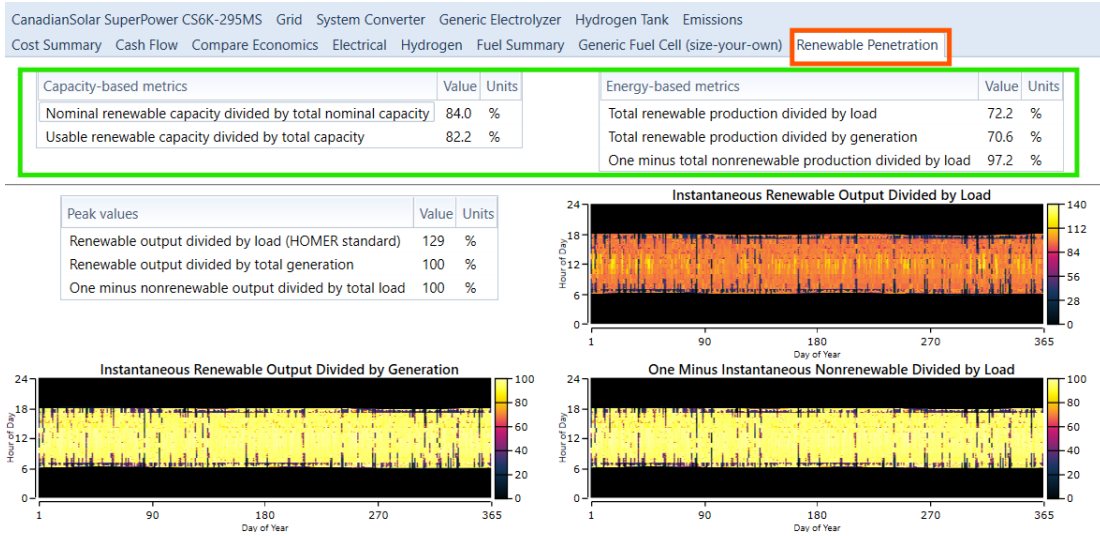 CanadianSolar SuperPower CS6K-295MS Grid System Converter Generic Electrolyzer Hydrogen Tank Emissions
Cost Summary Cash Flow Compare Economics Electrical Hydrogen Fuel Summary Generic Fuel Cell (size-your-own) Renewable Penetration
Capacity-based metrics Value Units
Nominal renewable capacity divided by total nominal capacity 84.0 %
Usable renewable capacity divided by total capacity 82.2 %
Energy-based metrics Value Units
Total renewable production divided by load 72.2 %
Total renewable production divided by generation 70.6 %
One minus total nonrenewable production divided by load 97.2 %
Peak values Value Units
Renewable output divided by load (HOMER standard) 129 %
Renewable output divided by total generation 100 %
One minus nonrenewable output divided by total load 100 %
Instantaneous Renewable Output Divided by Load
24
18
12
6
0
Hour of Day
140
112
84
56
28
0
1 90 180 270 365
Day of Year
Instantaneous Renewable Output Divided by Generation
24
18
12
6
0
Hour of Day
100
80
60
40
20
0
1 90 180 270 365
Day of Year
One Minus Instantaneous Nonrenewable Divided by Load
24
18
12
6
0
Hour of Day
100
80
60
40
20
0
1 90 180 270 365
Day of Year